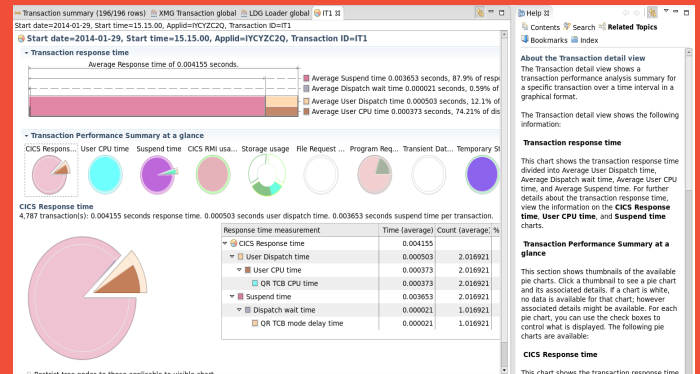 Transaction summary (196/196 rows) XMG Transaction global LDG Loader global IT1
Start date=2014-01-29, Start time=15.15.00, Applid=IYCYZC2Q, Transaction ID=IT1
Start date=2014-01-29, Start time=15.15.00, Applid=IYCYZC2Q, Transaction ID=IT1
Transaction response time
Average Response time of 0.004155 seconds.
Average Suspend time 0.003653 seconds, 87.9% of respo
Average Dispatch wait time 0.000021 seconds, 0.59% of
Average User Dispatch time 0.000503 seconds, 12.1% of
Average User CPU time 0.000373 seconds, 74.21% of dis
Transaction Performance Summary at a glance
CICS Respons... User CPU time Suspend time CICS RMI usa... Storage usage File Request ... Program Req... Transient Dat... Temporary St
CICS Response time
4,787 transaction(s): 0.004155 seconds response time. 0.000503 seconds user dispatch time. 0.003653 seconds suspend time per transaction.
Response time measurement Time (average) Count (average) %
CICS Response time 0.004155
User Dispatch time 0.000503 2.016921
User CPU time 0.000373 2.016921
QR TCB CPU time 0.000373 2.016921
Suspend time 0.003653 2.016921
Dispatch wait time 0.000021 1.016921
QR TCB mode delay time 0.000021 1.016921
Restrict tree nodes to those applicable to visible chart
Help
Contents Search Related Topics
Bookmarks Index
About the Transaction detail view
The Transaction detail view shows a
transaction performance analysis summary for
a specific transaction over a time interval in a
graphical format.
The Transaction detail view shows the following
information:
Transaction response time
This chart shows the transaction response time
divided into Average User Dispatch time,
Average Dispatch wait time, Average User CPU
time, and Average Suspend time. For further
details about the transaction response time,
view the information on the CICS Response
time, User CPU time, and Suspend time
charts.
Transaction Performance Summary at a
glance
This section shows thumbnails of the available
pie charts. Click a thumbnail to see a pie chart
and its associated details. If a chart is white,
no data is available for that chart; however
associated details might be available. For each
pie chart, you can use the check boxes to
control what is displayed. The following pie
charts are available:
CICS Response time
This chart shows the transaction response time